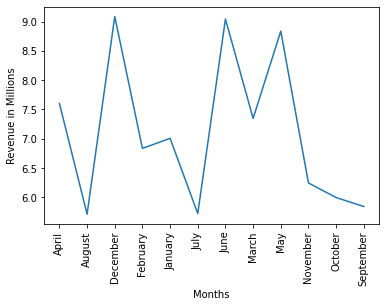 Revenue in Millions
9.0
8.5
8.0
7.5
7.0
6.5
6.0
April
August
December
February
January
July
June
March
May
November
October
September
Months